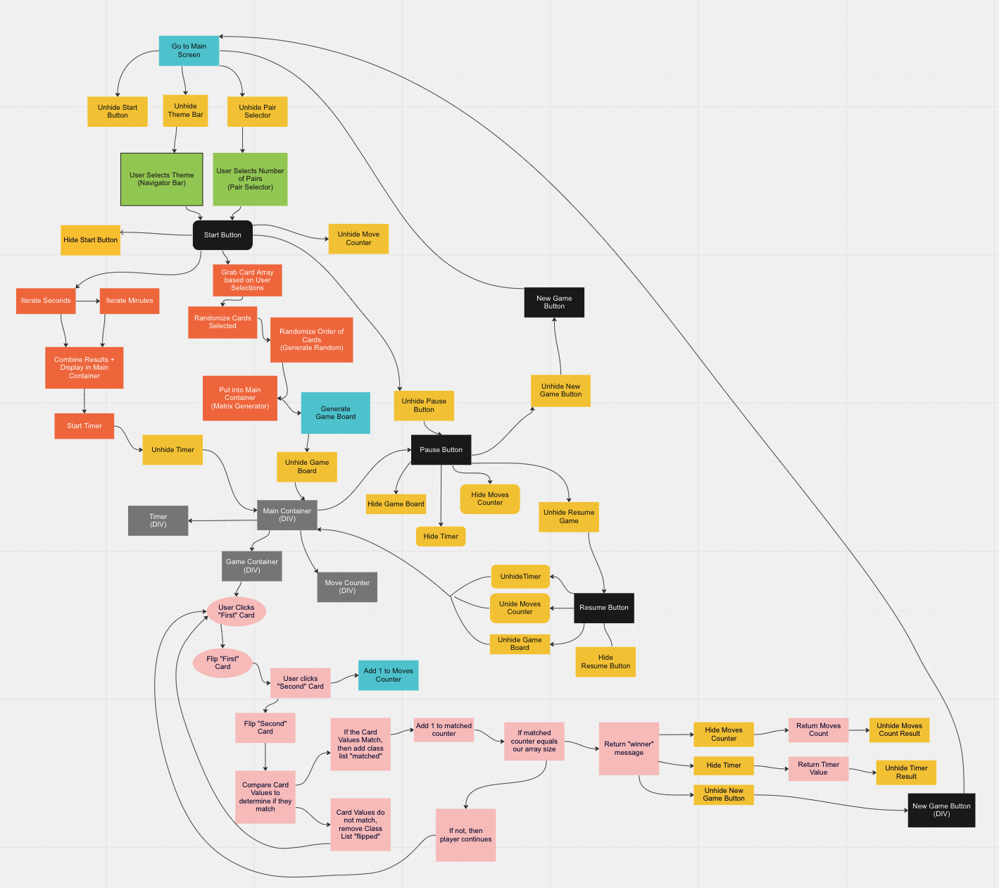 Go to Main
Screen
Unhide Start
Button
Unhide
Theme Bar
Unhide Pair
Selector
User Selects Theme
(Navigator Bar)
User Selects Number
of Pairs
(Pair Selector)
Hide Start Button
Start Button
Unhide Move
Counter
Grab Card Array
based on User
Selections
Iterate Seconds
Iterate Minutes
New Game
Button
Randomize Cards
Selected
Randomize Order of
Cards
(Generate Random)
Combine Results +
Display in Main
Container
Put into Main
Container
(Matrix Generator)
Generate
Game Board
Unhide Pause
Button
Unhide New
Game Button
Start Timer
Unhide Timer
Unhide Game
Board
Pause Button
Hide Game Board
Hide Moves
Counter
Hide Timer
Unhide Resume
Game
Timer
(DIV)
Main Container
(DIV)
Game Container
(DIV)
Move Counter
(DIV)
UnhideTimer
Unide Moves
Counter
Resume Button
Unhide Game
Board
Hide
Resume Button
User Clicks
"First" Card
Flip "First"
Card
User clicks
"Second" Card
Add 1 to Moves
Counter
Flip "Second"
Card
If the Card
Values Match,
then add class
list "matched"
Add 1 to matched
counter
If matched
counter equals
our array size
Return "winner"
message
Hide Moves
Counter
Return Moves
Count
Unhide Moves
Count Result
Hide Timer
Return Timer
Value
Unhide Timer
Result
Unhide New
Game Button
New Game Button
(DIV)
Compare Card
Values to
determine if they
match
Card Values do
not match,
remove Class
List "flipped"
If not, then
player continues